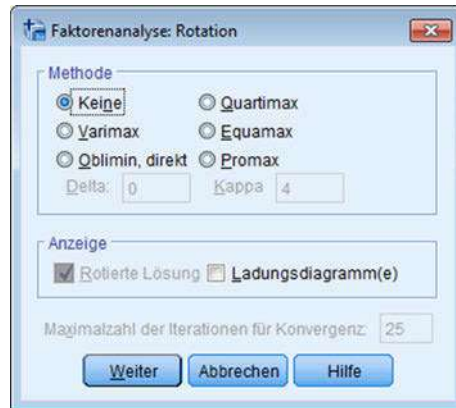 Faktorenanalyse: Rotation
Methode
Keine Quartimax
Varimax Equamax
Oblimin, direkt Promax
Delta: 0 Kappa 4
Anzeige
Rotierte Lösung Ladungsdiagramm(e)
Maximalzahl der Iterationen für Konvergenz: 25
Weiter Abbrechen Hilfe